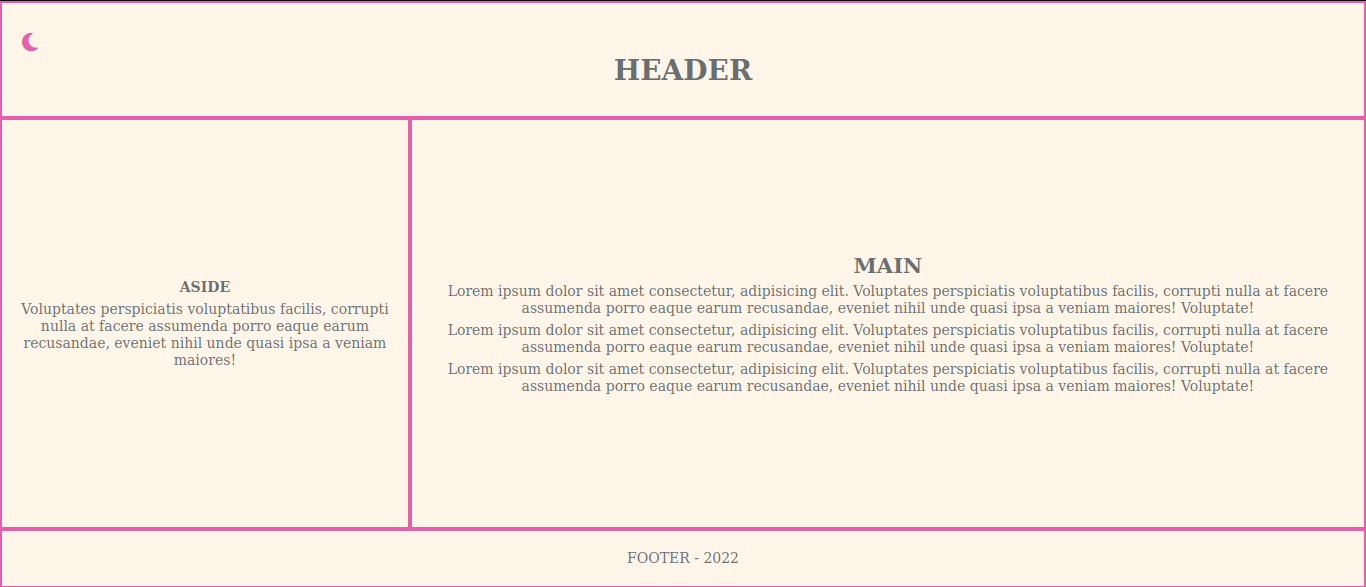 HEADER
ASIDE
Voluptates perspiciatis voluptatibus facilis, corrupti
nulla at facere assumenda porro eaque earum
recusandae, eveniet nihil unde quasi ipsa a veniam
maiores!
MAIN
Lorem ipsum dolor sit amet consectetur, adipisicing elit. Voluptates perspiciatis voluptatibus facilis, corrupti nulla at facere
assumenda porro eaque earum recusandae, eveniet nihil unde quasi ipsa a veniam maiores! Voluptate!
Lorem ipsum dolor sit amet consectetur, adipisicing elit. Voluptates perspiciatis voluptatibus facilis, corrupti nulla at facere
assumenda porro eaque earum recusandae, eveniet nihil unde quasi ipsa a veniam maiores! Voluptate!
Lorem ipsum dolor sit amet consectetur, adipisicing elit. Voluptates perspiciatis voluptatibus facilis, corrupti nulla at facere
assumenda porro eaque earum recusandae, eveniet nihil unde quasi ipsa a veniam maiores! Voluptate!
FOOTER - 2022